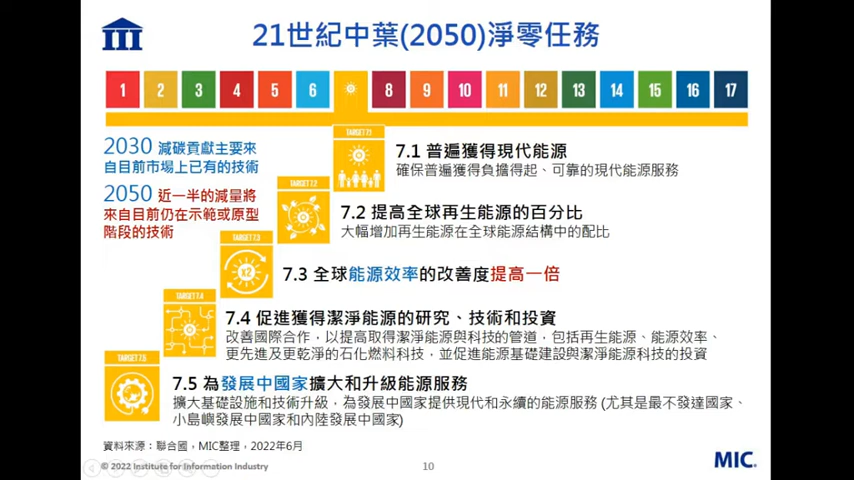 21世紀中葉(2050)淨零任務
1 2 3 4 5 6 8 9 10 11 12 13 14 15 16 17
2030 減碳貢獻主要來
自目前市場上已有的技術
2050 近一半的減量將
來自目前仍在示範或原型
階段的技術
TARGET 7.1
7.1 普遍獲得現代能源
確保普遍獲得負擔得起、可靠的現代能源服務
TARGET 7.2
7.2 提高全球再生能源的百分比
大幅增加再生能源在全球能源結構中的配比
TARGET 7.3
X2
7.3 全球能源效率的改善度提高一倍
TARGET 7.4
7.4 促進獲得潔淨能源的研究、技術和投資
改善國際合作，以提高取得潔淨能源與科技的管道，包括再生能源、能源效率、
更先進及更乾淨的石化燃料科技，並促進能源基礎建設與潔淨能源科技的投資
TARGET 7.5
7.5 為發展中國家擴大和升級能源服務
擴大基礎設施和技術升級，為發展中國家提供現代和永續的能源服務 (尤其是最不發達國家、
小島嶼發展中國家和內陸發展中國家)
資料來源：聯合國，MIC整理，2022年6月
© 2022 Institute for Information Industry
10
MIC